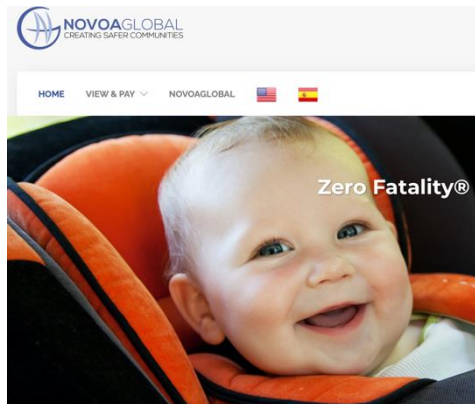 NOVOAGLOBAL
CREATING SAFER COMMUNITIES
HOME VIEW & PAY NOVOAGLOBAL
Zero Fatality®